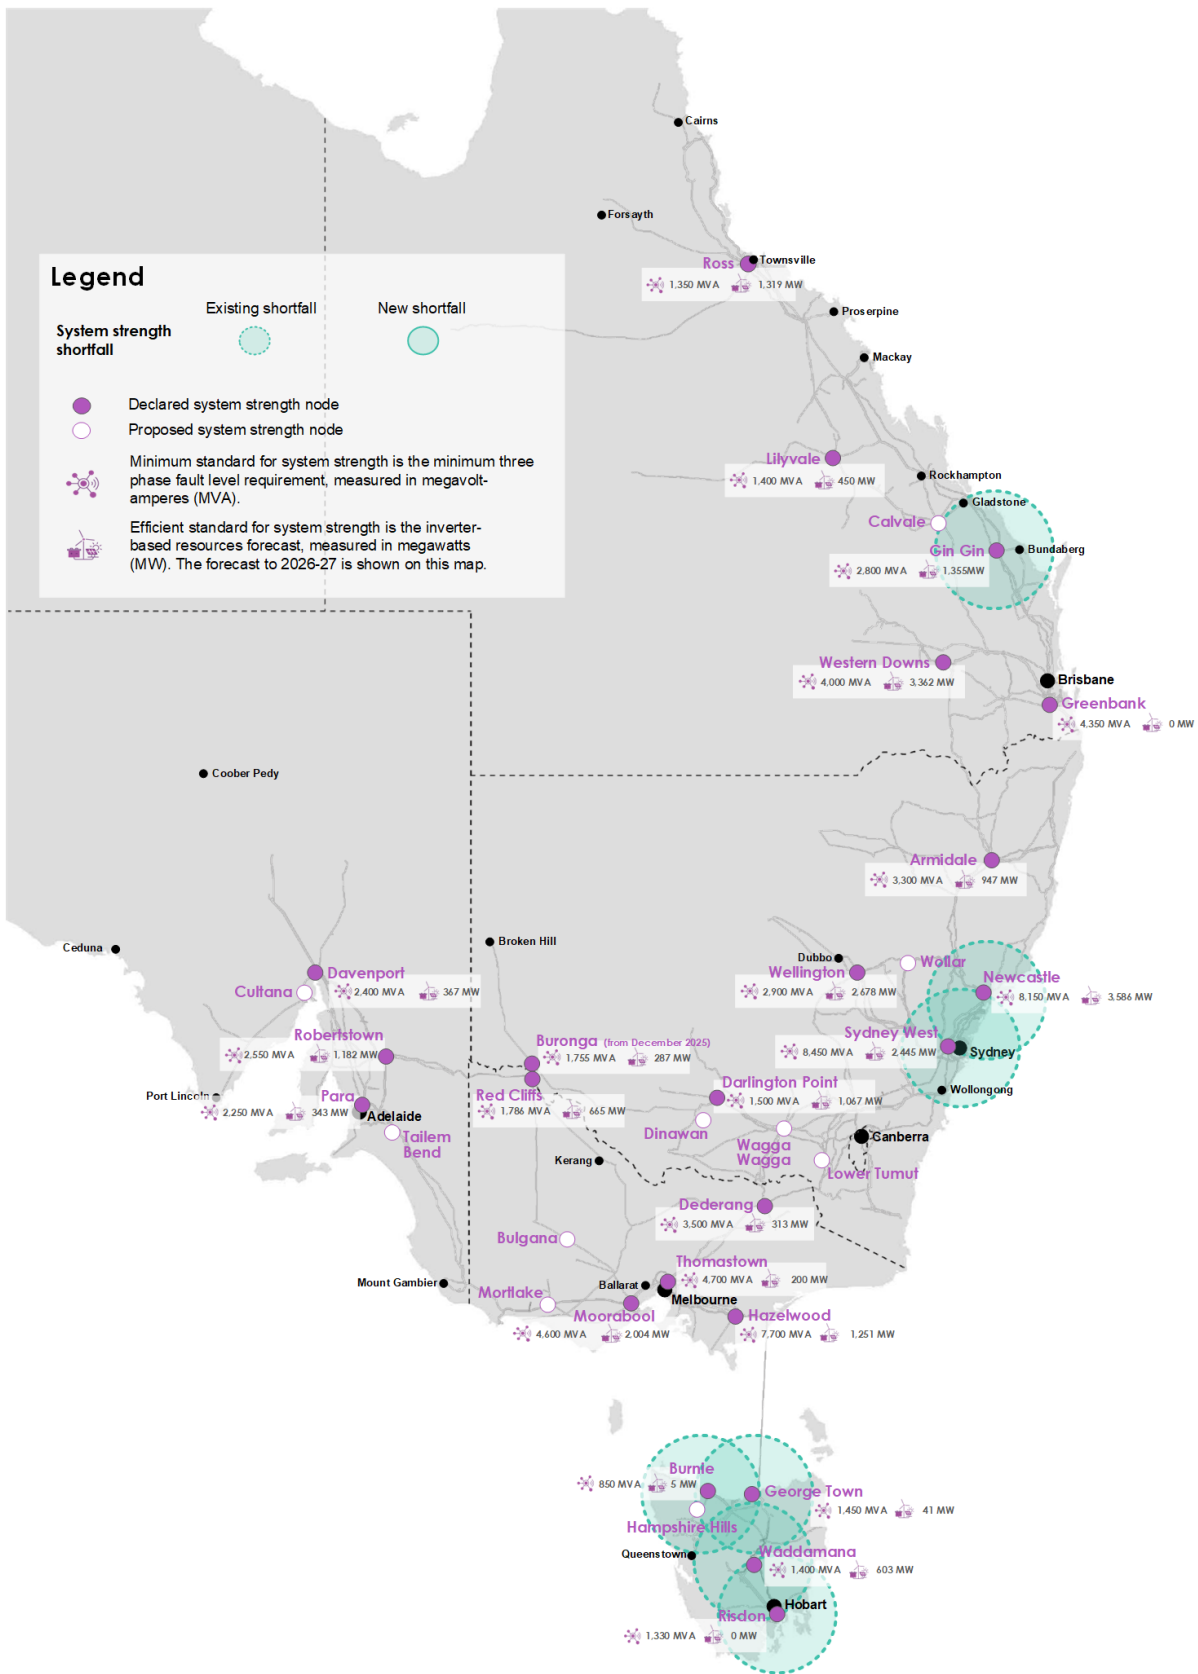 Cairns
Forsayth
Legend
Existing shortfall
New shortfall
System strength
shortfall
Declared system strength node
Proposed system strength node
Minimum standard for system strength is the minimum three
phase fault level requirement, measured in megavolt-
amperes (MVA).
Efficient standard for system strength is the inverter-
based resources forecast, measured in megawatts
(MW). The forecast to 2026-27 is shown on this map.
Ross
Townsville
1,350 MVA 1,319 MW
Proserpine
Mackay
Lilyvale
1,400 MVA 450 MW
Rockhampton
Gladstone
Calvale
Gin Gin
Bundaberg
2,800 MVA 1,355MW
Western Downs
4,000 MVA 3,362 MW
Brisbane
Greenbank
4,350 MVA 0 MW
Coober Pedy
Armidale
3,300 MVA 947 MW
Ceduna
Broken Hill
Dubbo
Wollar
Davenport
2,400 MVA 367 MW
Cultana
Wellington
2,900 MVA 2,678 MW
Newcastle
8,150 MVA 3,586 MW
Robertstown
2,550 MVA 1,182 MW
Buronga (from December 2025)
1,755 MVA 287 MW
Sydney West
8,450 MVA 2,445 MW
Sydney
Port Lincoln
Para
2,250 MVA 343 MW
Adelaide
Red Cliffs
1,786 MVA 665 MW
Darlington Point
1,500 MVA 1,067 MW
Wollongong
Tailem
Bend
Dinawan
Wagga
Wagga
Canberra
Kerang
Lower Tumut
Dederang
3,500 MVA 313 MW
Bulgana
Thomastown
4,700 MVA 200 MW
Mount Gambier
Ballarat
Melbourne
Mortlake
Moorabool
4,600 MVA 2,004 MW
Hazelwood
7,700 MVA 1,251 MW
Burnie
850 MVA 5 MW
George Town
1,450 MVA 41 MW
Hampshire Hills
Queenstown
Waddamana
1,400 MVA 603 MW
Hobart
Risdon
1,330 MVA 0 MW